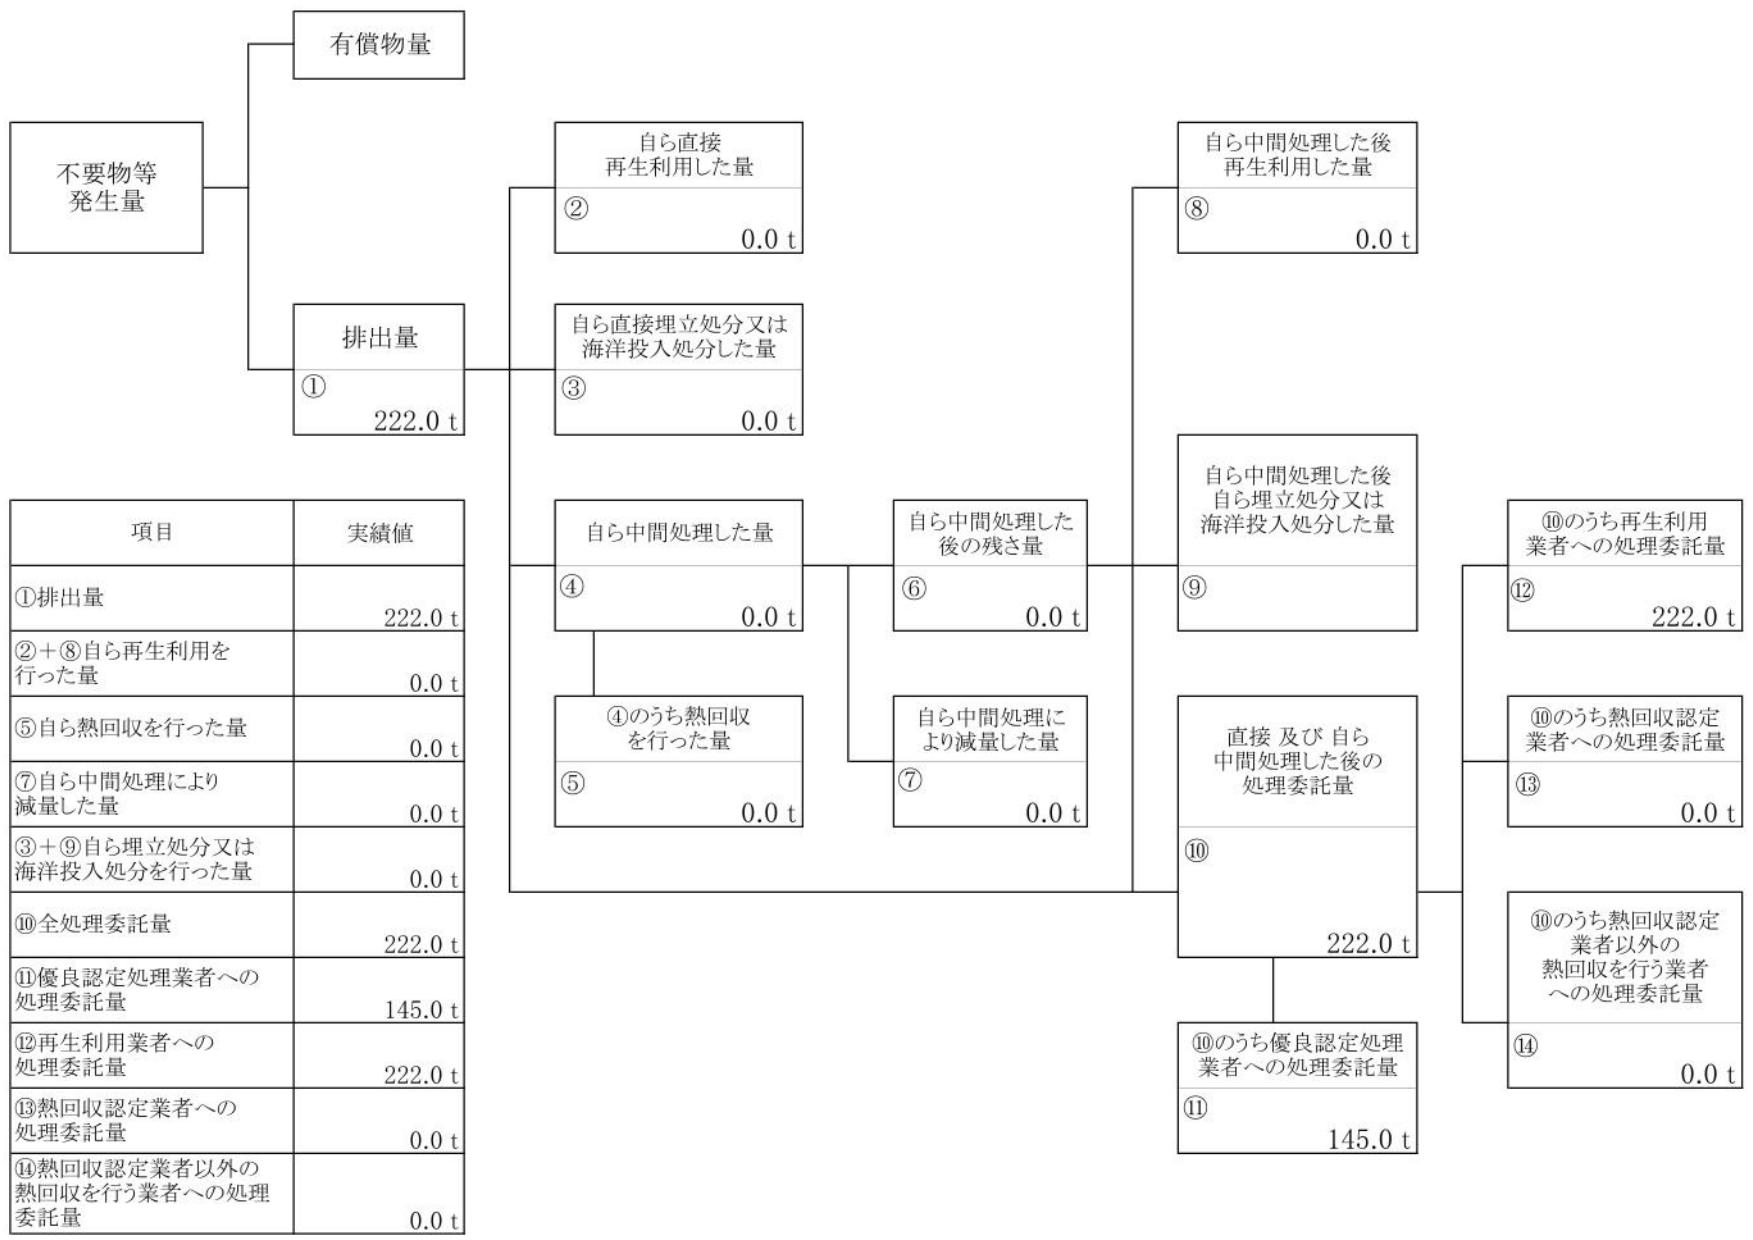 有償物量
不要物等
発生量
排出量
①
222.0 t
自ら直接
再生利用した量
②
0.0 t
自ら直接埋立処分又は
海洋投入処分した量
③
0.0 t
自ら中間処理した量
④
0.0 t
④のうち熱回収
を行った量
⑤
0.0 t
自ら中間処理した
後の残さ量
⑥
0.0 t
自ら中間処理に
より減量した量
⑦
0.0 t
自ら中間処理した後
再生利用した量
⑧
0.0 t
自ら中間処理した後
自ら埋立処分又は
海洋投入処分した量
⑨
直接 及び 自ら
中間処理した後の
処理委託量
⑩
222.0 t
⑩のうち優良認定処理
業者への処理委託量
⑪
145.0 t
⑩のうち再生利用
業者への処理委託量
⑫
222.0 t
⑩のうち熱回収認定
業者への処理委託量
⑬
0.0 t
⑩のうち熱回収認定
業者以外の
熱回収を行う業者
への処理委託量
⑭
0.0 t
項目 実績値
①排出量
222.0 t
②＋⑧自ら再生利用を
行った量
0.0 t
⑤自ら熱回収を行った量
0.0 t
⑦自ら中間処理により
減量した量
0.0 t
③＋⑨自ら埋立処分又は
海洋投入処分を行った量
0.0 t
⑩全処理委託量
222.0 t
⑪優良認定処理業者への
処理委託量
145.0 t
⑫再生利用業者への
処理委託量
222.0 t
⑬熱回収認定業者への
処理委託量
0.0 t
⑭熱回収認定業者以外の
熱回収を行う業者への処理
委託量
0.0 t